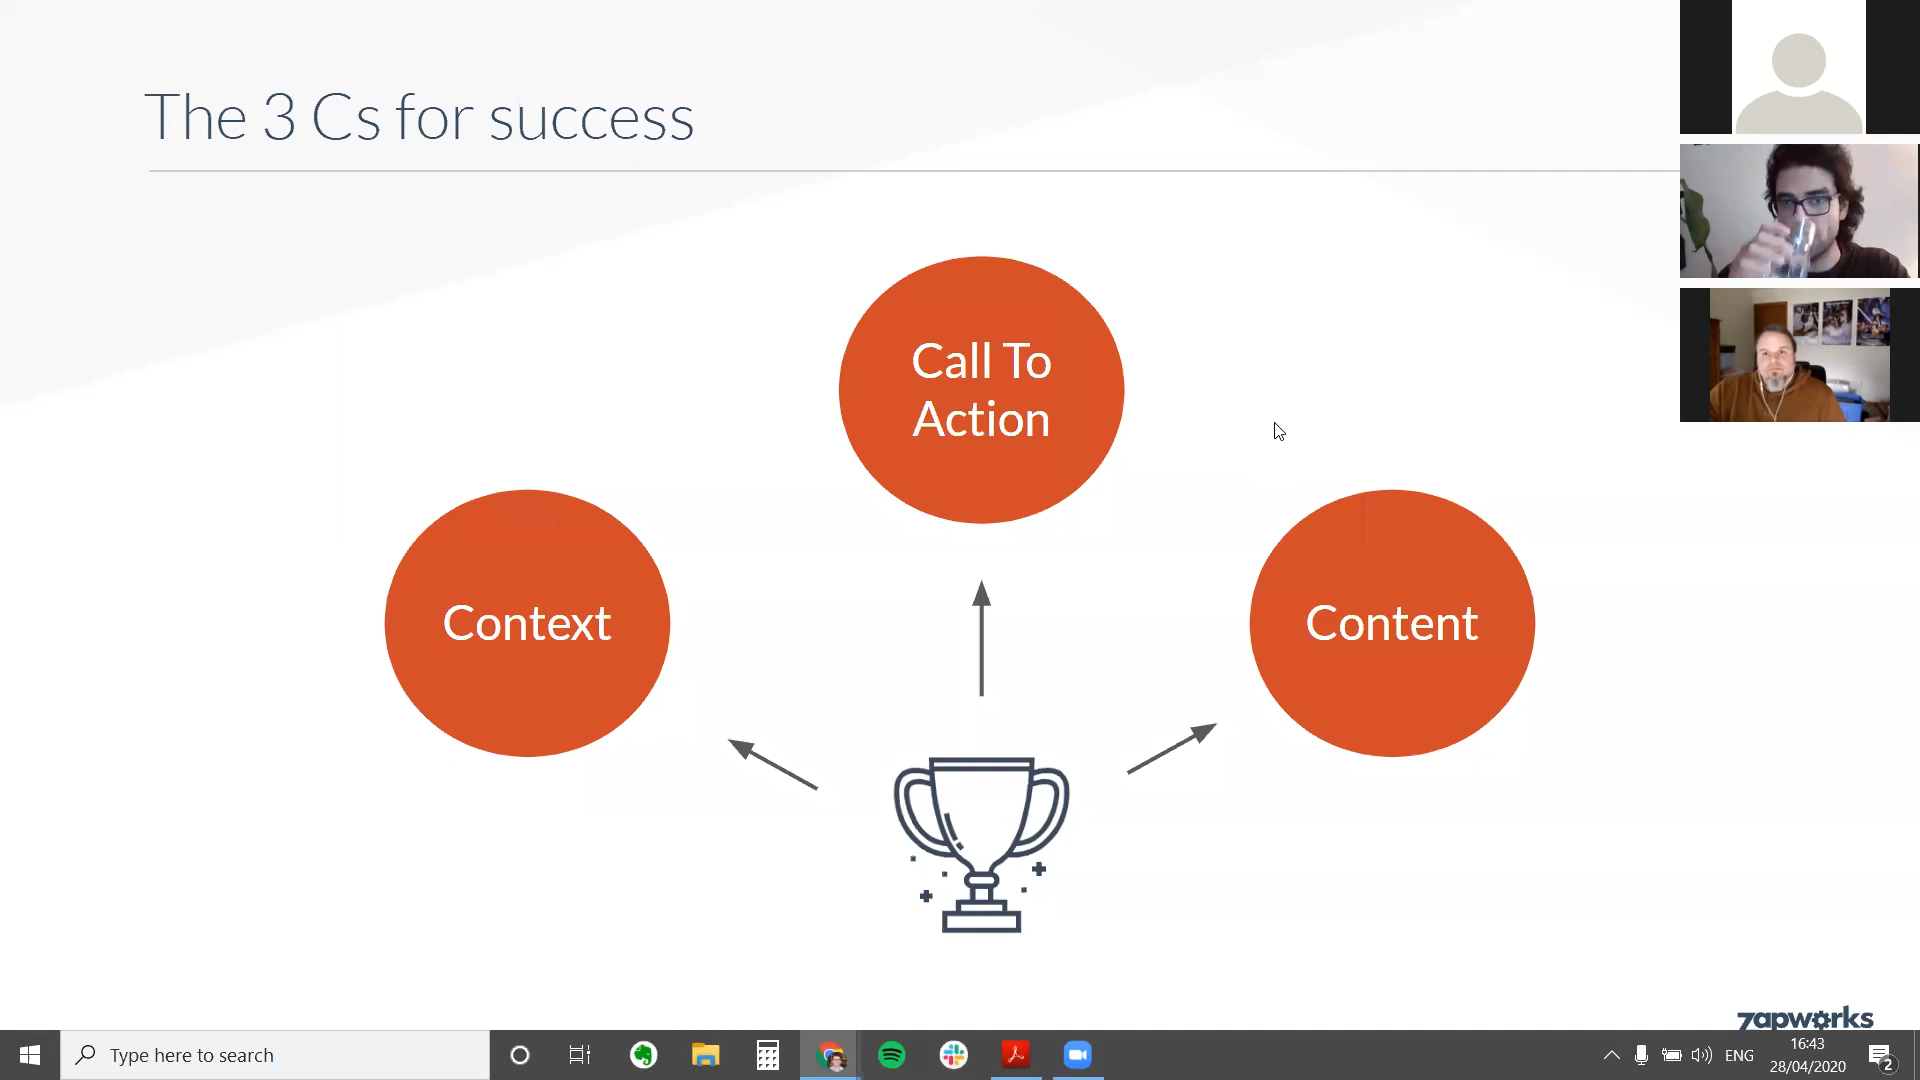 The 3 Cs for success
Call To
Action
Context
Content
zapworks
Type here to search
ENG
16:43
28/04/2020
2